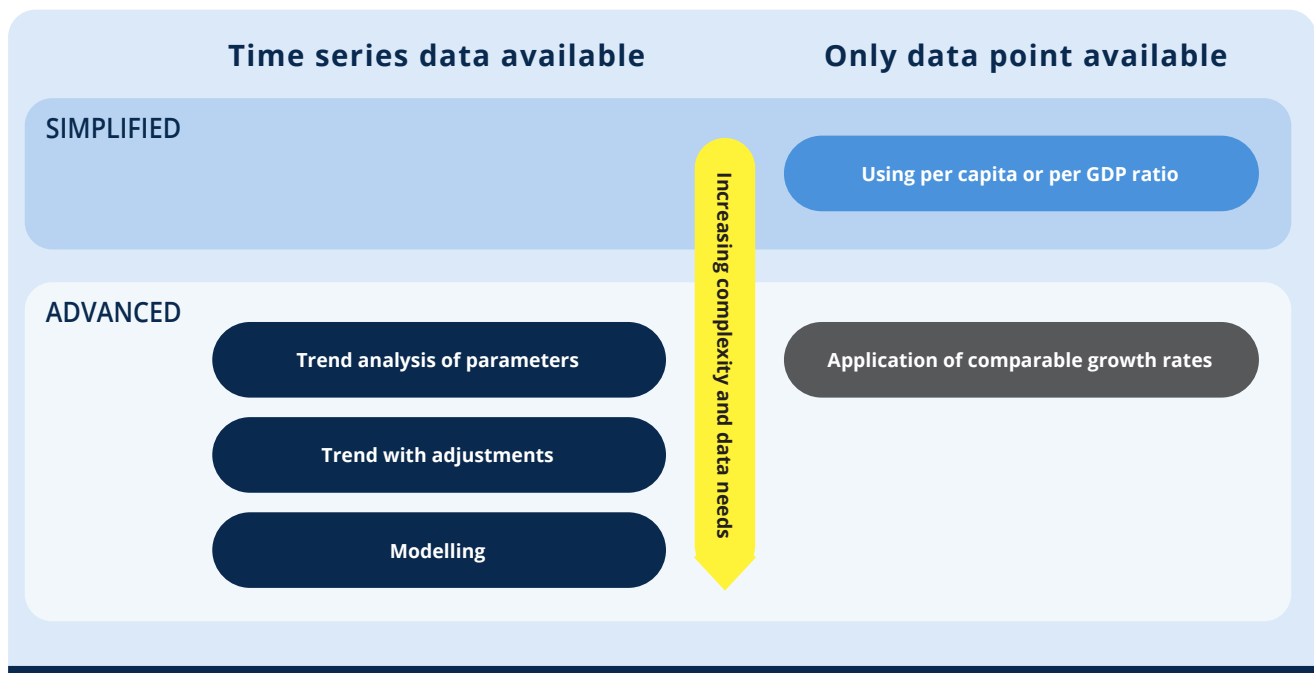 Time series data available
Only data point available
SIMPLIFIED
Using per capita or per GDP ratio
Increasing complexity and data needs
ADVANCED
Trend analysis of parameters
Application of comparable growth rates
Trend with adjustments
Modelling